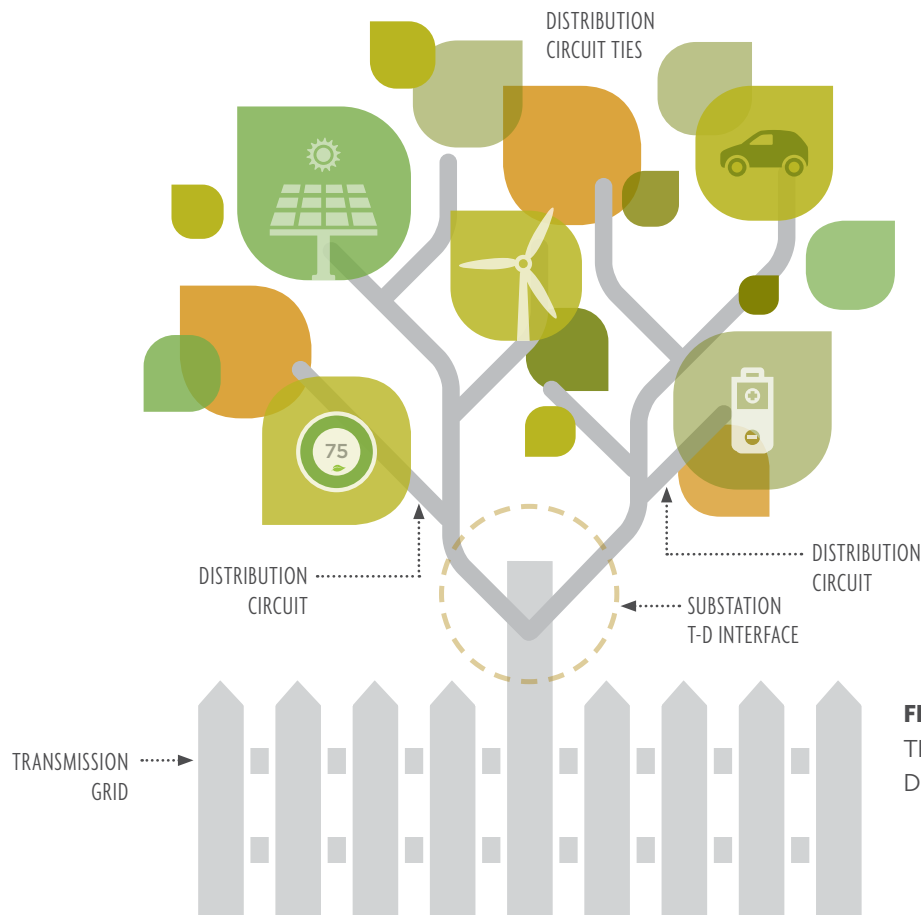 DISTRIBUTION
CIRCUIT TIES
75
DISTRIBUTION
CIRCUIT
DISTRIBUTION
CIRCUIT
SUBSTATION
T-D INTERFACE
TRANSMISSION
GRID